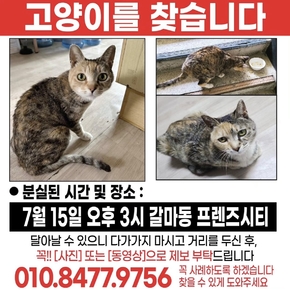 고양이를 찾습니다
● 분실된 시간 및 장소 :
7월 15일 오후 3시 갈마동 프렌즈시티
달아날 수 있으니 다가가지 마시고 거리를 두신 후,
꼭!! [사진] 또는 [동영상]으로 제보 부탁드립니다
010.8477.9756
꼭 사례하도록 하겠습니다
찾을 수 있게 도와주세요